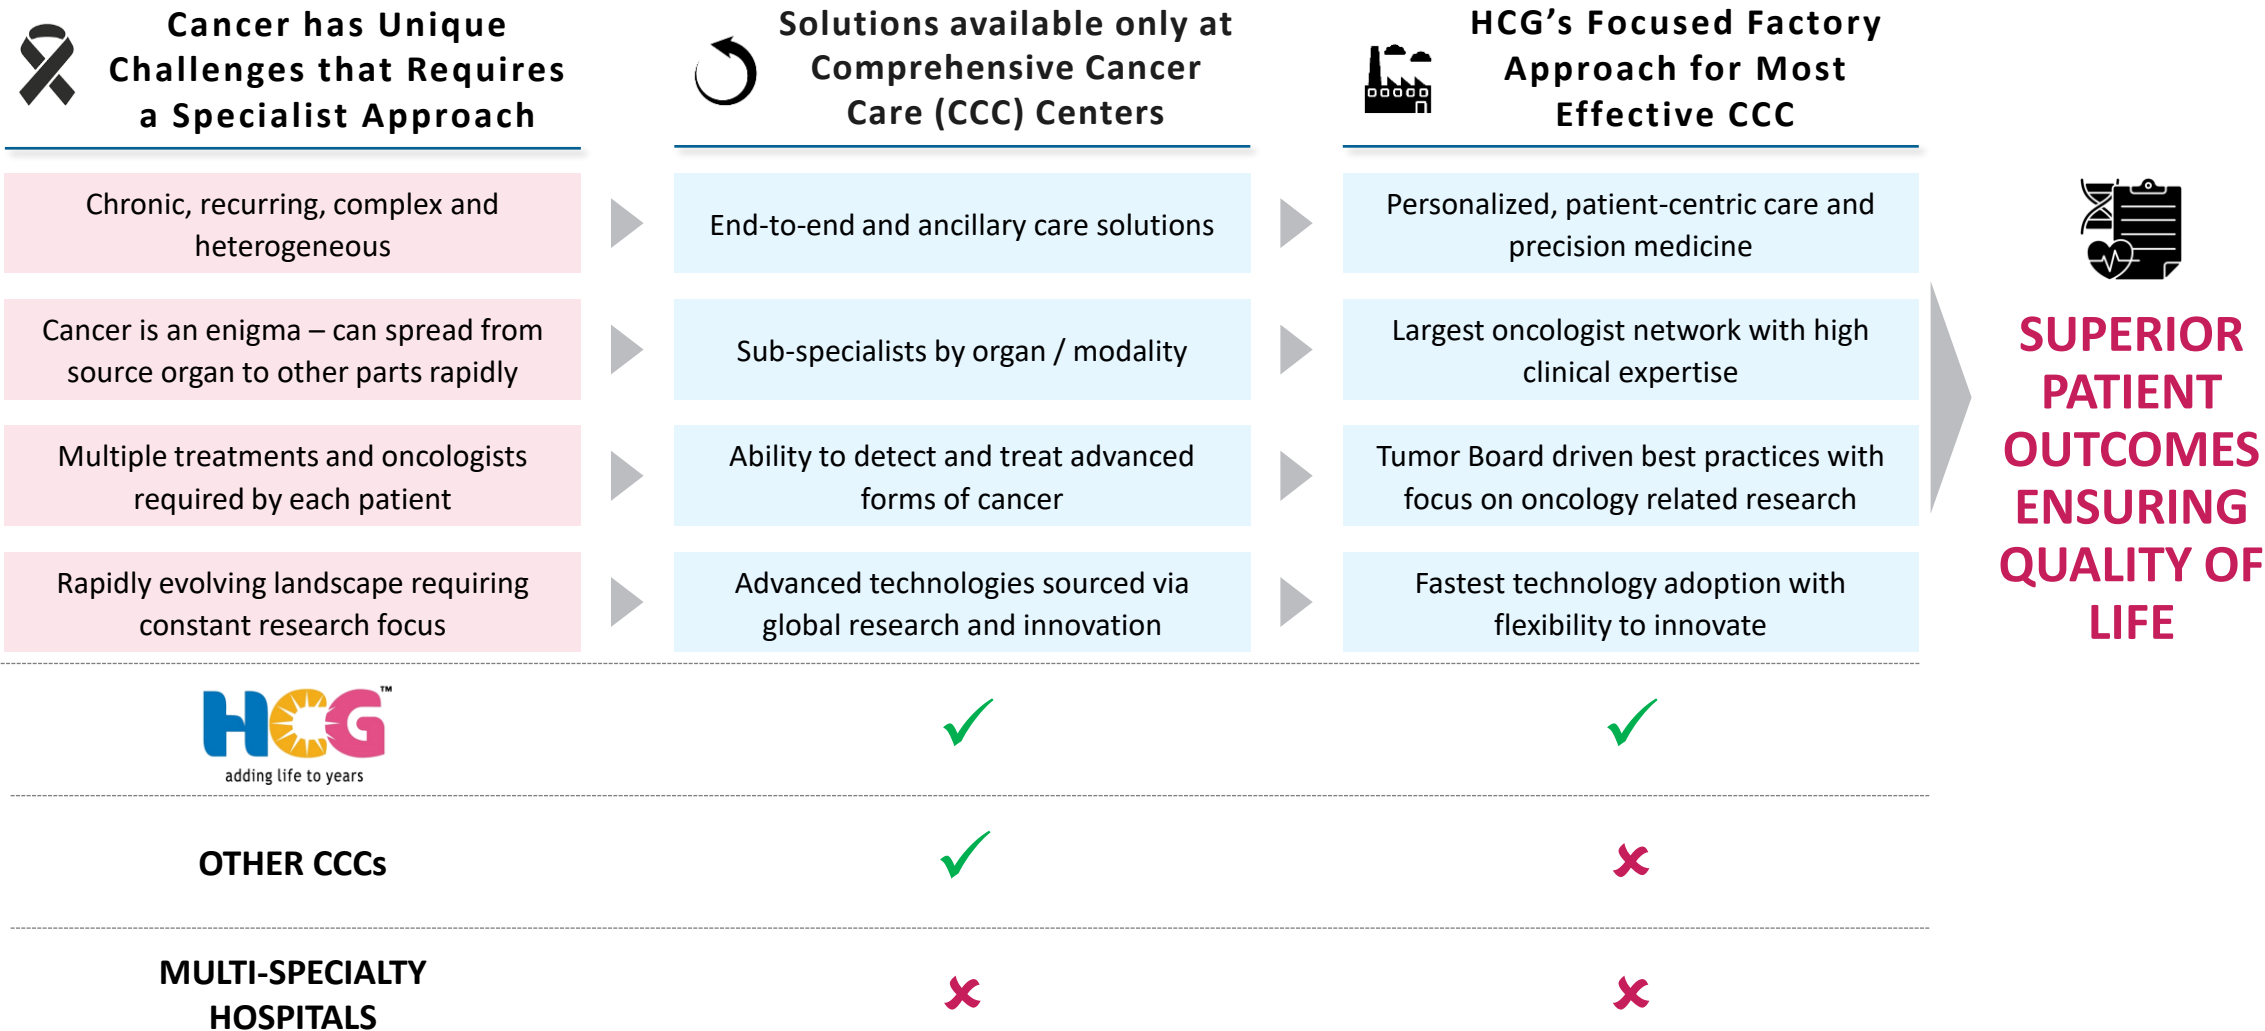 Cancer has Unique
Challenges that Requires
a Specialist Approach
Solutions available only at
Comprehensive Cancer
Care (CCC) Centers
HCG’s Focused Factory
Approach for Most
Effective CCC
Chronic, recurring, complex and
heterogeneous
End-to-end and ancillary care solutions
Personalized, patient-centric care and
precision medicine
Cancer is an enigma – can spread from
source organ to other parts rapidly
Sub-specialists by organ / modality
Largest oncologist network with high
clinical expertise
Multiple treatments and oncologists
required by each patient
Ability to detect and treat advanced
forms of cancer
Tumor Board driven best practices with
focus on oncology related research
Rapidly evolving landscape requiring
constant research focus
Advanced technologies sourced via
global research and innovation
Fastest technology adoption with
flexibility to innovate
SUPERIOR
PATIENT
OUTCOMES
ENSURING
QUALITY OF
LIFE
HCG™
adding life to years
OTHER CCCs
MULTI-SPECIALTY
HOSPITALS